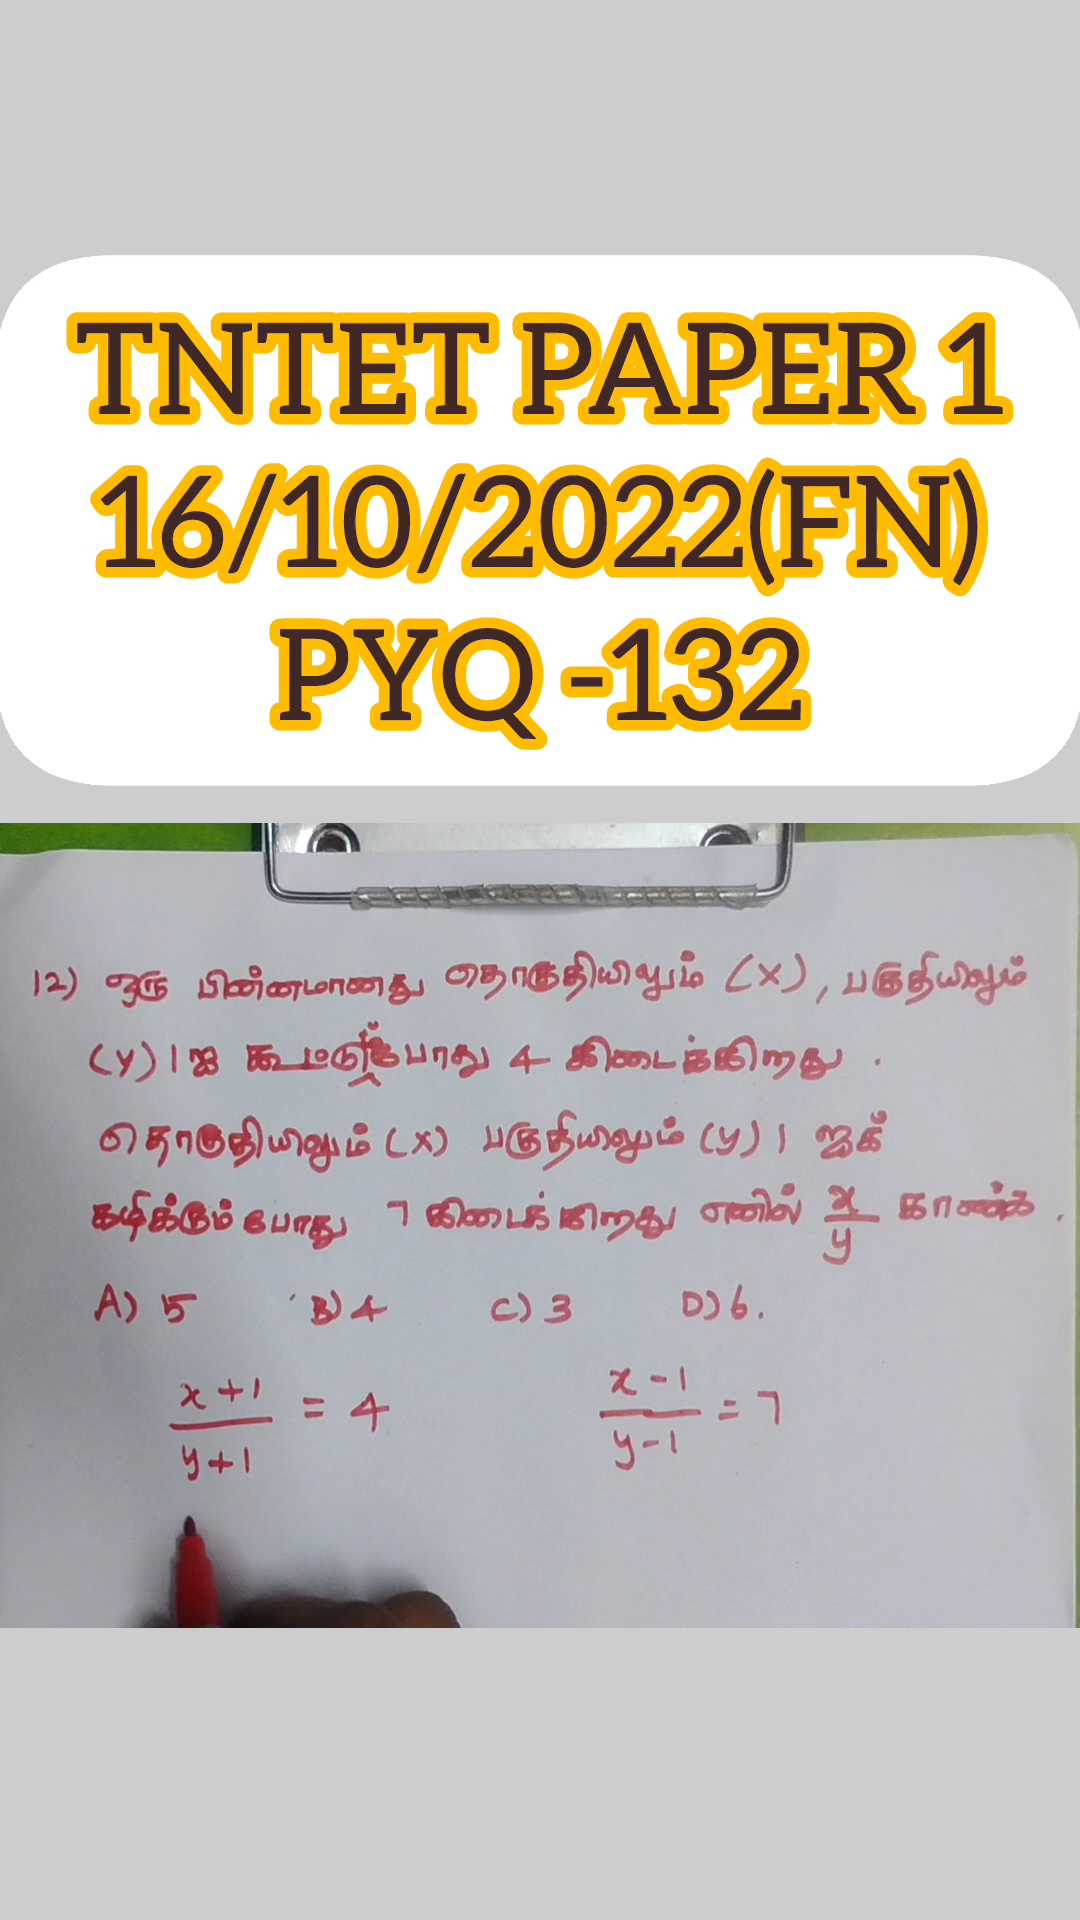 TNTET PAPER 1
16/10/2022(FN)
PYQ -132
12) ஒரு பின்னமானது தொகுதியிலும் (x), பகுதியிலும்
(y) 1 ஐ கூட்டும்போது 4 கிடைக்கிறது .
தொகுதியிலும் (x) பகுதியிலும் (y) 1 ஐக்
கழிக்கும் போது 7 கிடைக்கிறது எனில் x/y காண்க .
A) 5 B) 4 C) 3 D) 6.
x+1/y+1 = 4 x-1/y-1 = 7